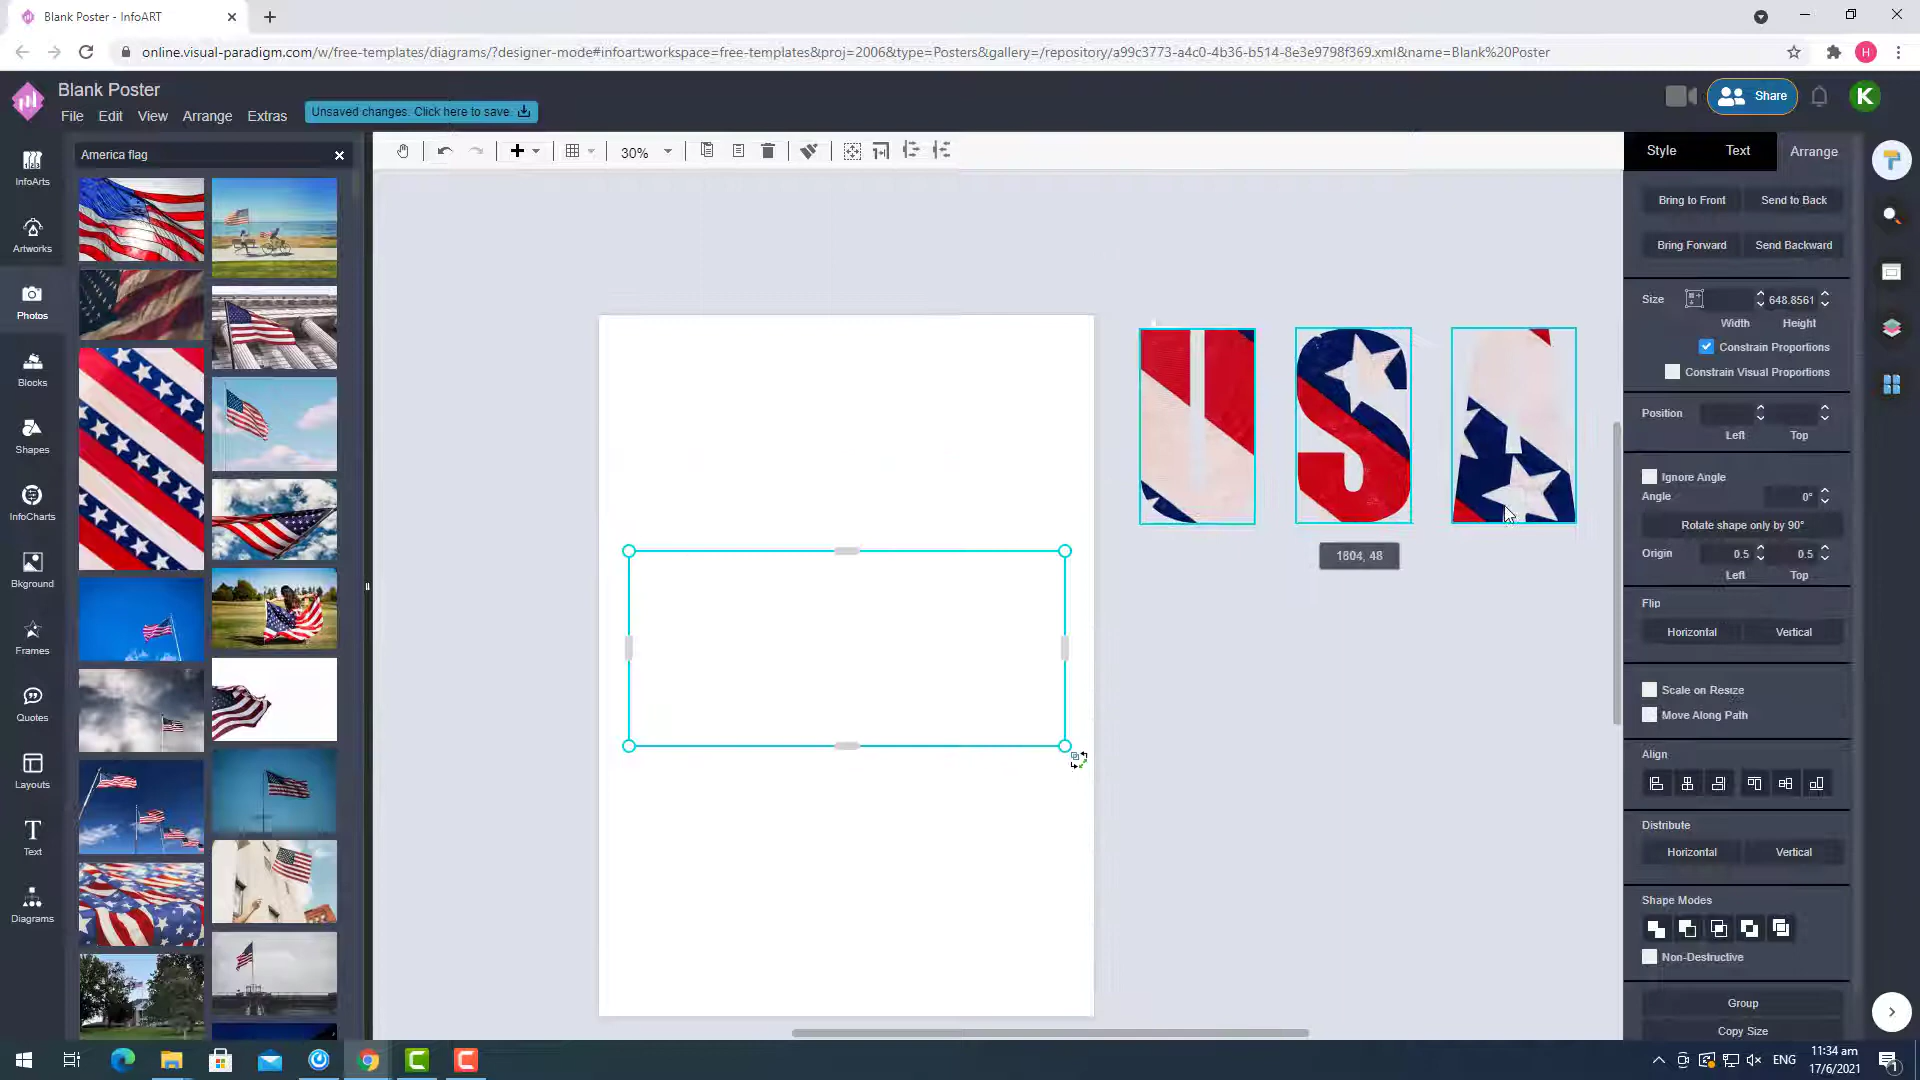 Blank Poster - InfoART
online.visual-paradigm.com/w/free-templates/diagrams/?designer-mode#infoart:workspace=free-templates&proj=2006&type=Posters&gallery=/repository/a99c3773-a4c0-4b36-b514-8e3e9798f369.xml&name=Blank%20Poster
H
Blank Poster
File Edit View Arrange Extras
Unsaved changes. Click here to save.
Share
K
America flag
30%
Style Text Arrange
InfoArts
Artworks
Photos
Blocks
Shapes
InfoCharts
Bkground
Frames
Quotes
Layouts
T
Text
Diagrams
U S A
1804, 48
Bring to Front Send to Back
Bring Forward Send Backward
Size 648.8561
Width Height
Constrain Proportions
Constrain Visual Proportions
Position
Left Top
Ignore Angle
Angle 0°
Rotate shape only by 90°
Origin 0.5 0.5
Left Top
Flip
Horizontal Vertical
Scale on Resize
Move Along Path
Align
Distribute
Horizontal Vertical
Shape Modes
Non-Destructive
Group
Copy Size
ENG
11:34 am
17/6/2021
1